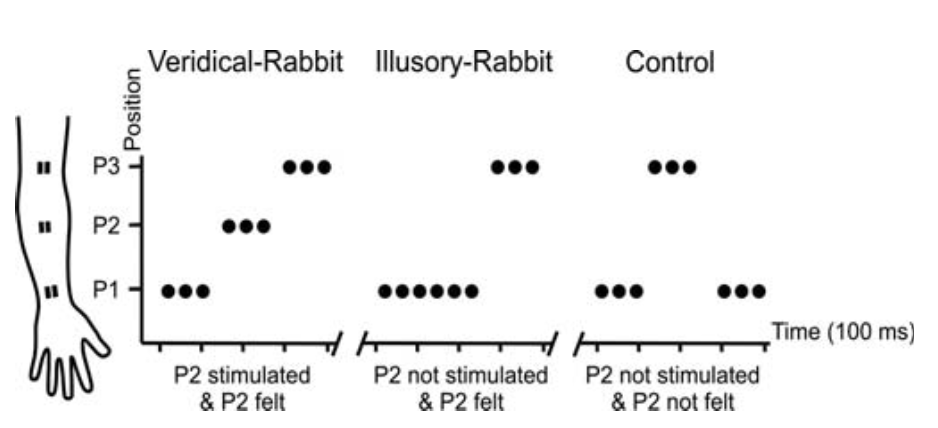 Veridical-Rabbit
Illusory-Rabbit
Control
Position
P3
P2
P1
Time (100 ms)
P2 stimulated
& P2 felt
P2 not stimulated
& P2 felt
P2 not stimulated
& P2 not felt